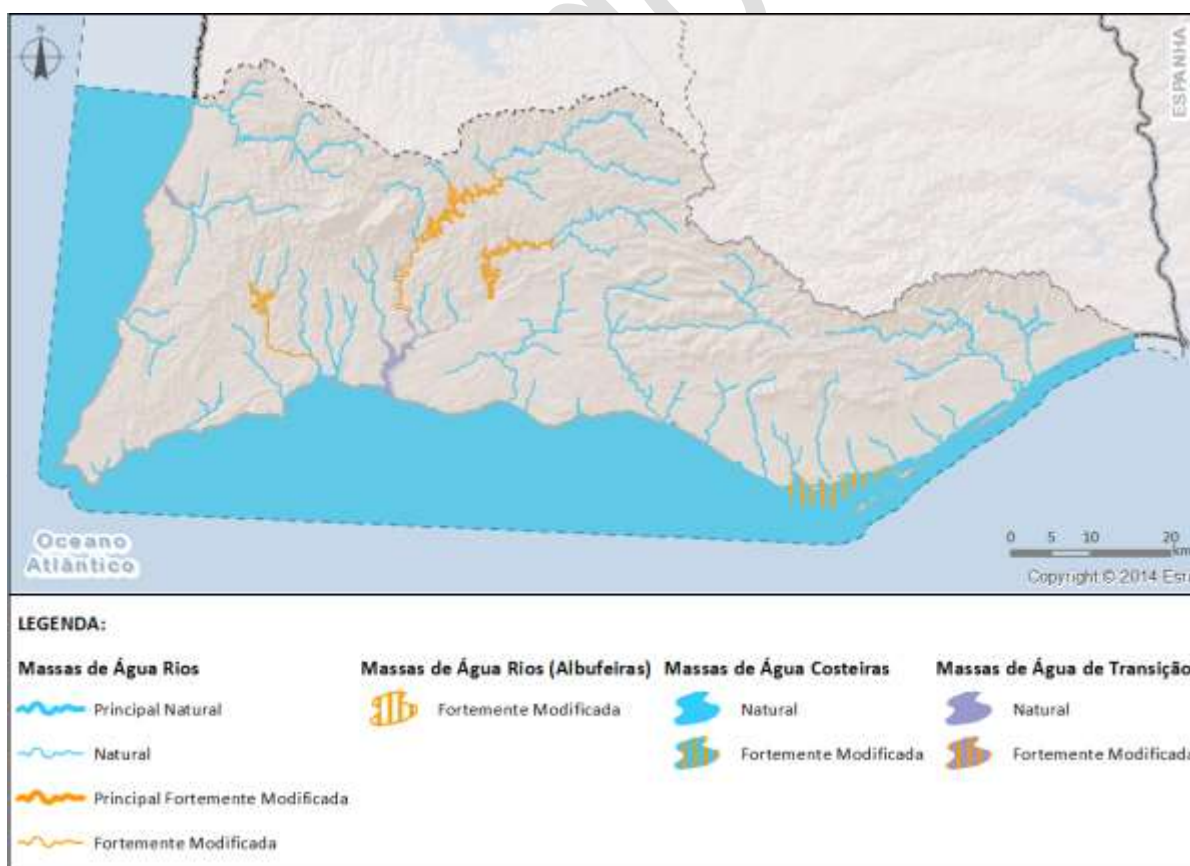 N
ESPANHA
Oceano
Atlântico
0 5 10 20
km
Copyright © 2014 Esri
LEGENDA:
Massas de Água Rios
Principal Natural
Natural
Principal Fortemente Modificada
Fortemente Modificada
Massas de Água Rios (Albufeiras)
Fortemente Modificada
Massas de Água Costeiras
Natural
Fortemente Modificada
Massas de Água de Transição
Natural
Fortemente Modificada